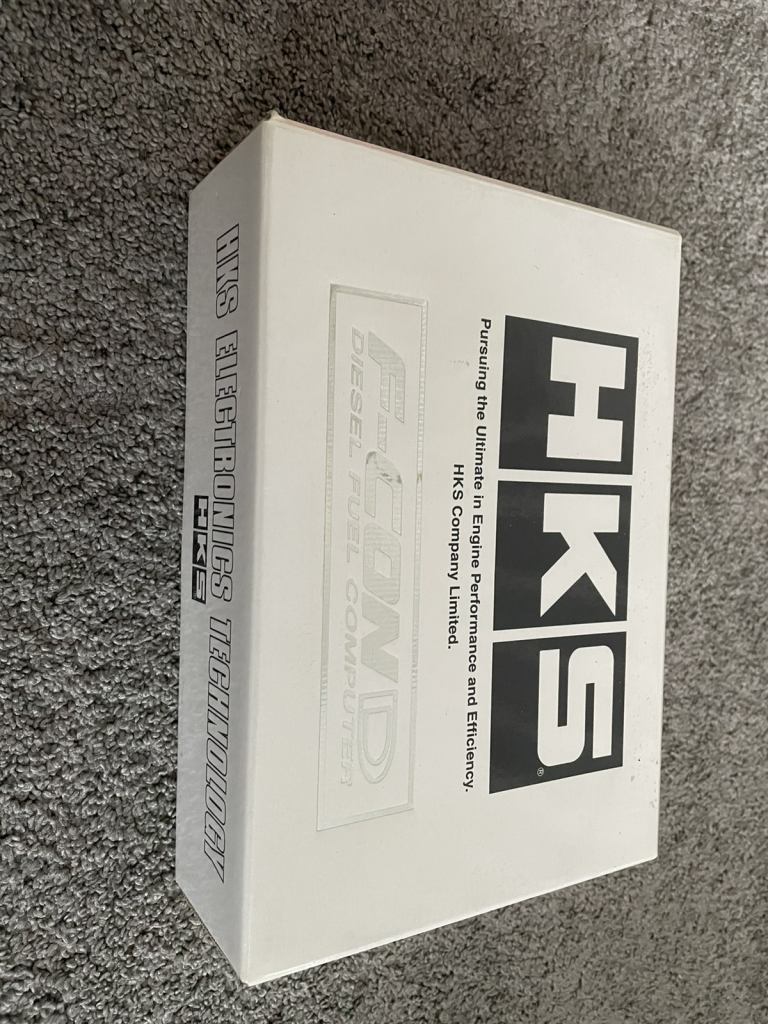 HKS®
Pursuing the Ultimate in Engine Performance and Efficiency.
HKS Company Limited.
F-CON D
DIESEL FUEL COMPUTER
HKS ELECTRONICS TECHNOLOGY
HKS